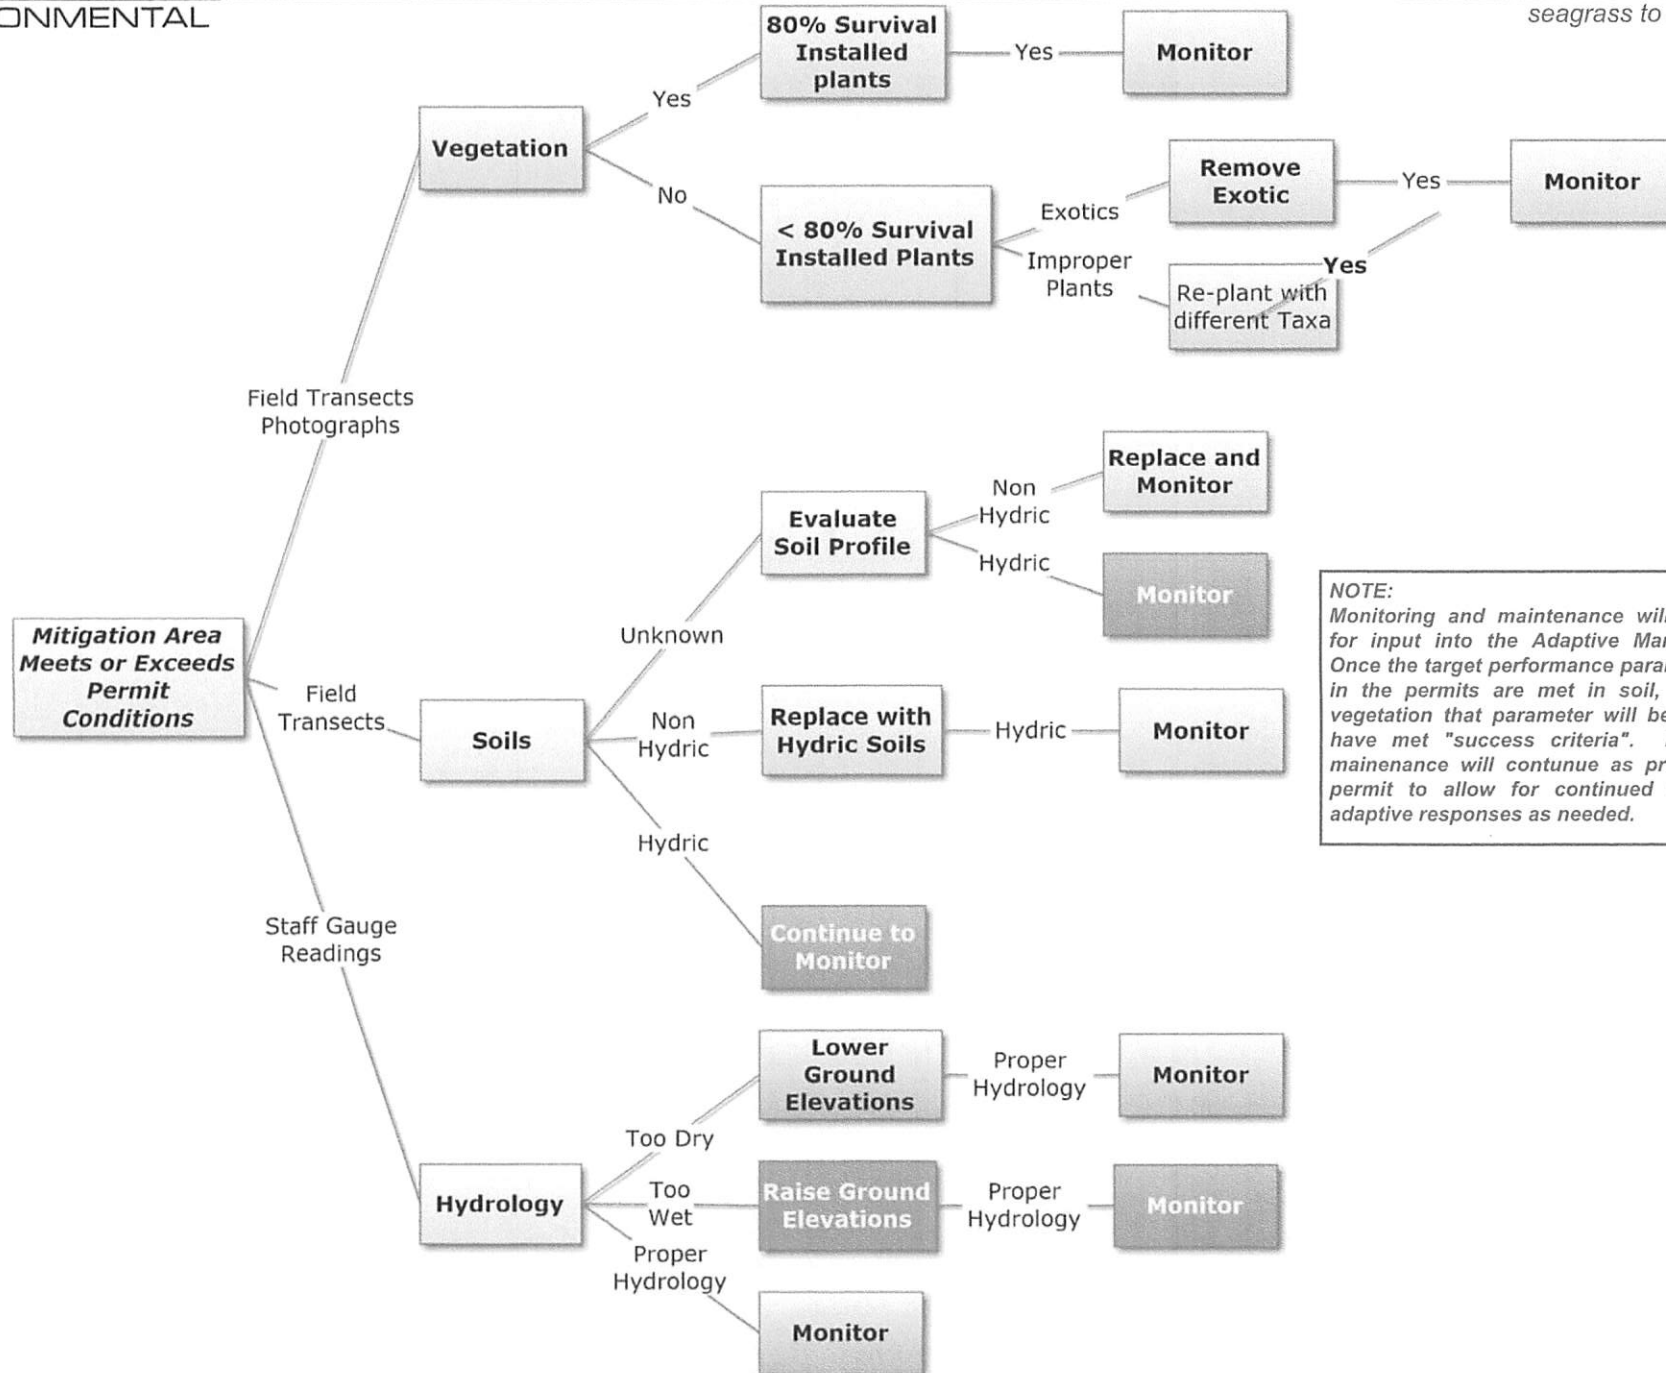 ONMENTAL
seagrass to
80% Survival
Installed
plants
Yes
Monitor
Yes
Vegetation
No
< 80% Survival
Installed Plants
Exotics
Remove
Exotic
Yes
Monitor
Improper
Plants
Yes
Re-plant with
different Taxa
Field Transects
Photographs
Replace and
Monitor
Non
Hydric
Evaluate
Soil Profile
Hydric
Monitor
Unknown
Mitigation Area
Meets or Exceeds
Permit
Conditions
Field
Transects
Soils
Non
Hydric
Replace with
Hydric Soils
Hydric
Monitor
Hydric
Continue to
Monitor
NOTE:
Monitoring and maintenance will
for input into the Adaptive Mar
Once the target performance para
in the permits are met in soil,
vegetation that parameter will be
have met "success criteria".
mainenance will contunue as pr
permit to allow for continued
adaptive responses as needed.
Staff Gauge
Readings
Lower
Ground
Elevations
Proper
Hydrology
Monitor
Too Dry
Hydrology
Too
Wet
Raise Ground
Elevations
Proper
Hydrology
Monitor
Proper
Hydrology
Monitor